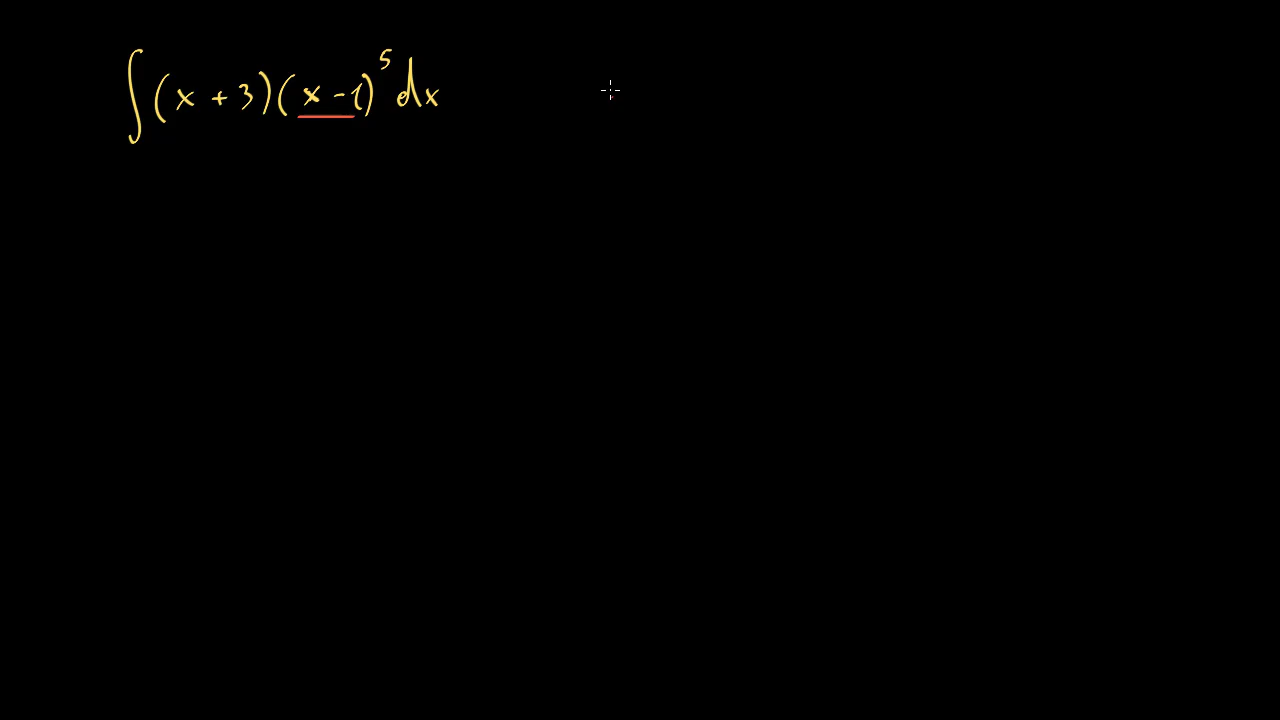 ∫(x + 3)(x - 1)⁵ dx